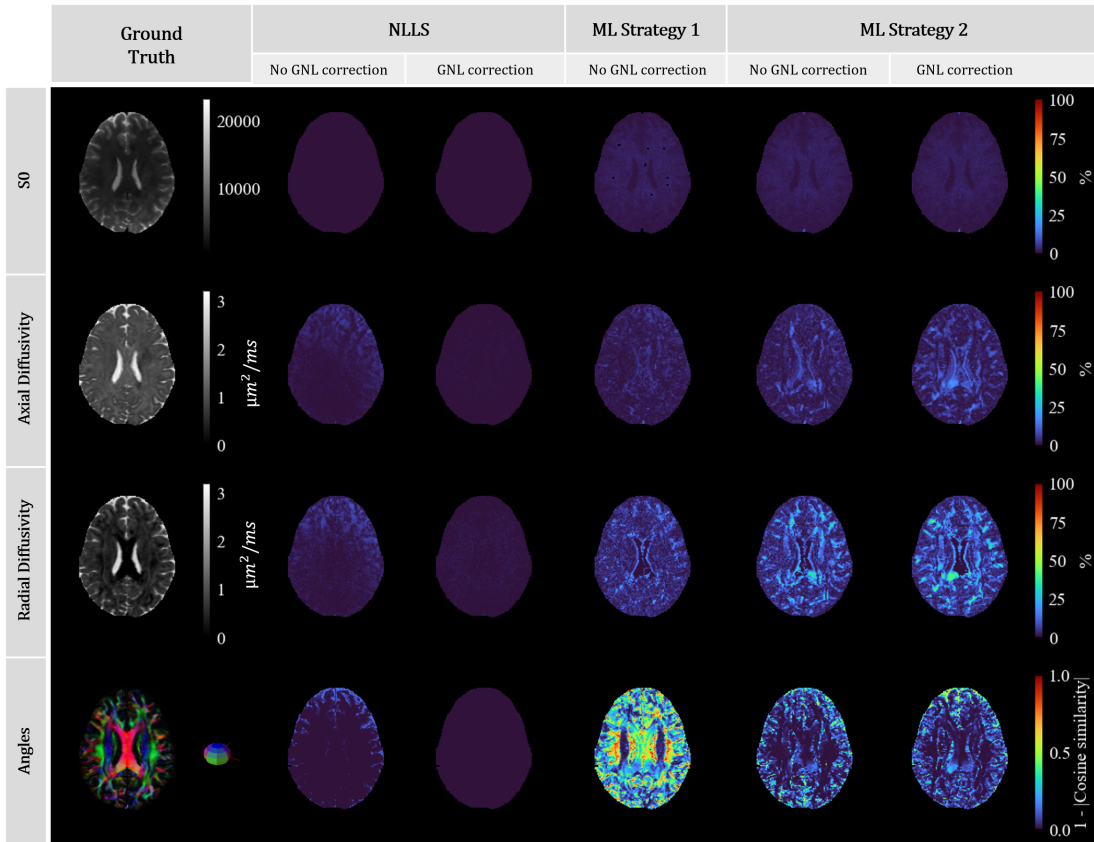 Ground
Truth
NLLS
ML Strategy 1
ML Strategy 2
No GNL correction
GNL correction
No GNL correction
No GNL correction
GNL correction
S0
20000
10000
100
75
50
25
0
%
Axial Diffusivity
3
2
1
0
μm²/ms
100
75
50
25
0
%
Radial Diffusivity
3
2
1
0
μm²/ms
100
75
50
25
0
%
Angles
1.0
0.5
0.0
1 - |Cosine similarity|